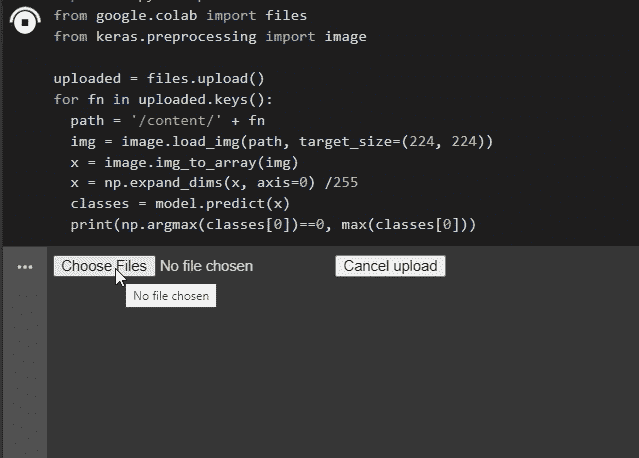 from google.colab import files
from keras.preprocessing import image

uploaded = files.upload()
for fn in uploaded.keys():
  path = '/content/' + fn
  img = image.load_img(path, target_size=(224, 224))
  x = image.img_to_array(img)
  x = np.expand_dims(x, axis=0) /255
  classes = model.predict(x)
  print(np.argmax(classes[0])==0, max(classes[0]))
Choose Files No file chosen Cancel upload
No file chosen